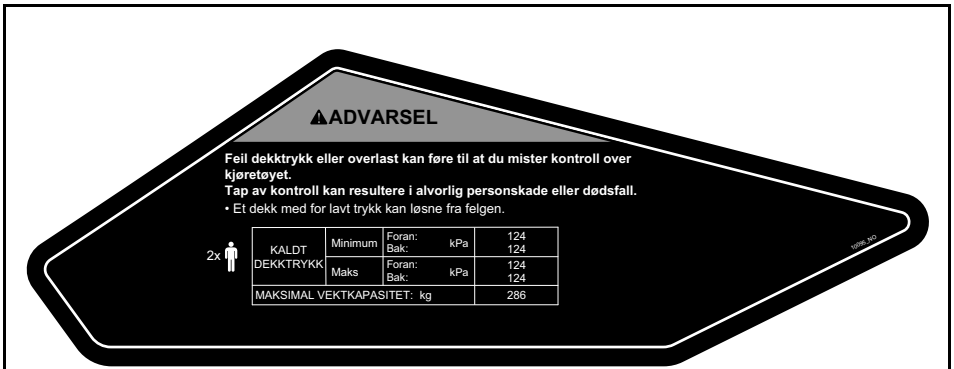 ADVARSEL
Feil dekktrykk eller overlast kan føre til at du mister kontroll over
kjøretøyet.
Tap av kontroll kan resultere i alvorlig personskade eller dødsfall.
• Et dekk med for lavt trykk kan løsne fra felgen.
2x
KALDT
DEKKTRYKK
Minimum
Foran:
Bak:
kPa
124
124
Maks
Foran:
Bak:
kPa
124
124
MAKSIMAL VEKTKAPASITET: kg
286
10096_NO